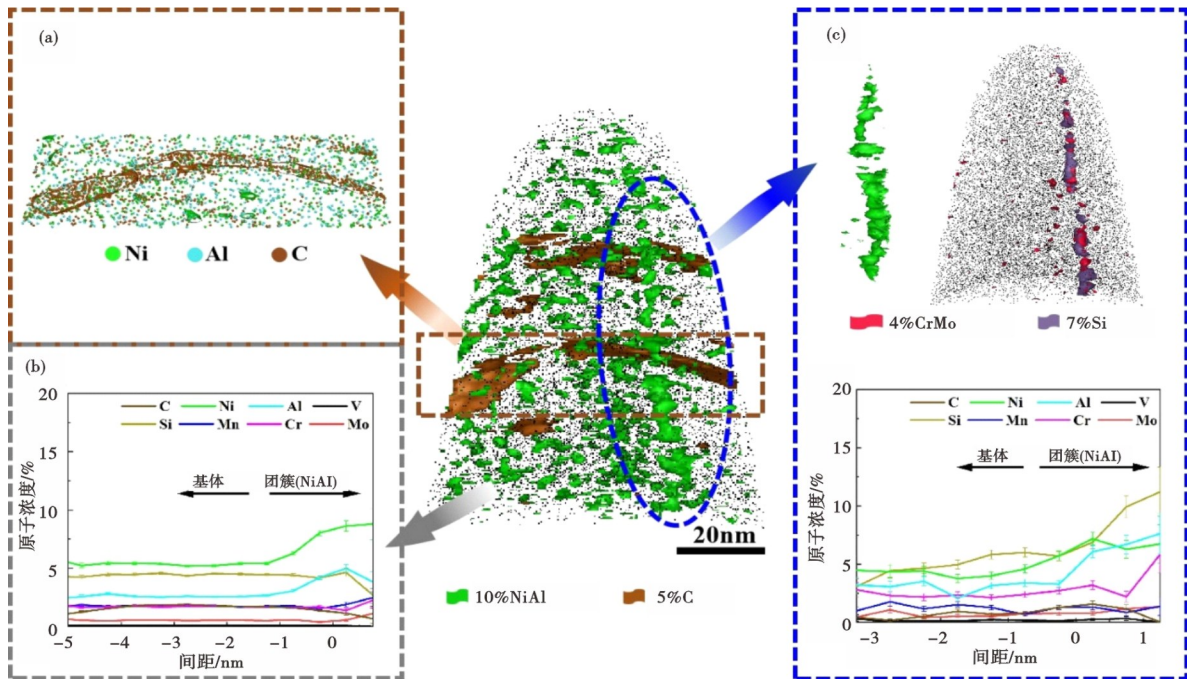 (a)
Ni Al C
(b)
20
15
10
5
0
C Ni Al V
Si Mn Cr Mo
基体 团簇(NiAl)
原子浓度/%
-5 -4 -3 -2 -1 0
间距/nm
20nm
10%NiAl 5%C
(c)
4%CrMo 7%Si
20
15
10
5
0
C Ni Al V
Si Mn Cr Mo
基体 团簇(NiAl)
原子浓度/%
-3 -2 -1 0 1
间距/nm